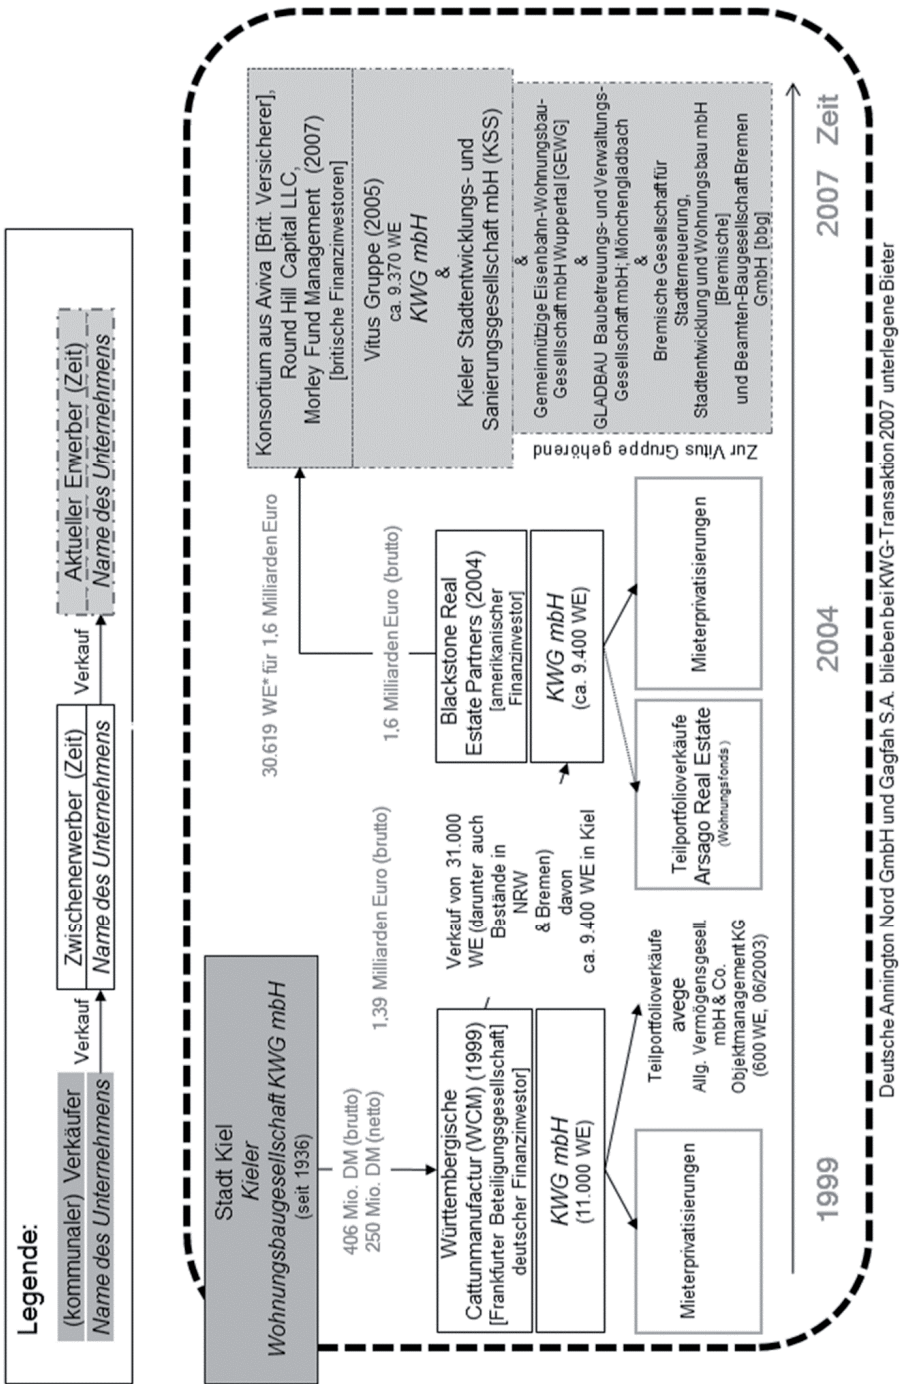 Legende:
(kommunaler) Verkäufer
Name des Unternehmens
Verkauf
Zwischenerwerber (Zeit)
Name des Unternehmens
Verkauf
Aktueller Erwerber (Zeit)
Name des Unternehmens
Stadt Kiel
Kieler
Wohnungsbaugesellschaft KWG mbH
(seit 1936)
406 Mio. DM (brutto)
250 Mio. DM (netto)
1,39 Milliarden Euro (brutto)
30.619 WE* für 1,6 Milliarden Euro
1,6 Milliarden Euro (brutto)
Württembergische
Cattunmanufactur (WCM) (1999)
[Frankfurter Beteiligungsgesellschaft]
deutscher Finanzinvestor]
KWG mbH
(11.000 WE)
Verkauf von 31.000
WE (darunter auch
Bestände in
NRW
& Bremen)
davon
ca. 9.400 WE in Kiel
Blackstone Real
Estate Partners (2004)
[amerikanischer
Finanzinvestor]
KWG mbH
(ca. 9.400 WE)
Konsortium aus Aviva [Brit. Versicherer],
Round Hill Capital LLC,
Morley Fund Management (2007)
[britische Finanzinvestoren]
Vitus Gruppe (2005)
ca. 9.370 WE
KWG mbH
&
Kieler Stadtentwicklungs- und
Sanierungsgesellschaft mbH (KSS)
Zur Vitus Gruppe gehörend
&
Gemeinnützige Eisenbahn-Wohnungsbau-
Gesellschaft mbH Wuppertal [GEWG]
&
GLADBAU Baubetreuungs- und Verwaltungs-
Gesellschaft mbH; Mönchengladbach
&
Bremische Gesellschaft für
Stadterneuerung,
Stadtentwicklung und Wohnungsbau mbH
[Bremische]
und Beamten-Baugesellschaft Bremen
GmbH [bbg]
Mieterprivatisierungen
Teilportfolioverkäufe
avege
Allg. Vermögensgesell.
mbH & Co.
Objektmanagement KG
(600 WE, 06/2003)
Teilportfolioverkäufe
Arsago Real Estate
(Wohnungsfonds)
Mieterprivatisierungen
1999
2004
2007 Zeit
Deutsche Annington Nord GmbH und Gagfah S.A. blieben bei KWG-Transaktion 2007 unterlegene Bieter